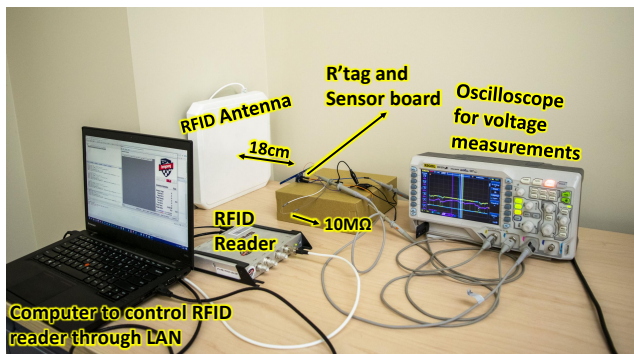 R'tag and
Sensor board
Oscilloscope
for voltage
measurements
RFID Antenna
18cm
10MΩ
RFID
Reader
Computer to control RFID
reader through LAN